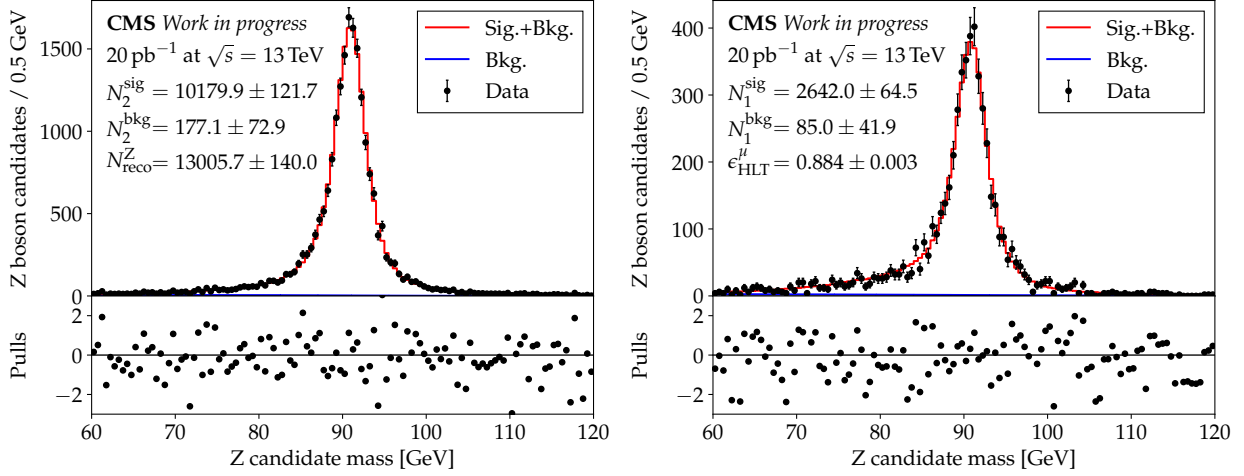 CMS Work in progress
20 pb⁻¹ at √s = 13 TeV
N₂^sig = 10179.9 ± 121.7
N₂^bkg = 177.1 ± 72.9
N_reco^Z = 13005.7 ± 140.0
Sig.+Bkg.
Bkg.
Data
Z boson candidates / 0.5 GeV
1500
1000
500
0
Pulls
2
0
−2
60 70 80 90 100 110 120
Z candidate mass [GeV]
CMS Work in progress
20 pb⁻¹ at √s = 13 TeV
N₁^sig = 2642.0 ± 64.5
N₁^bkg = 85.0 ± 41.9
ϵ_HLT^μ = 0.884 ± 0.003
Sig.+Bkg.
Bkg.
Data
Z boson candidates / 0.5 GeV
400
300
200
100
0
Pulls
2
0
−2
60 70 80 90 100 110 120
Z candidate mass [GeV]